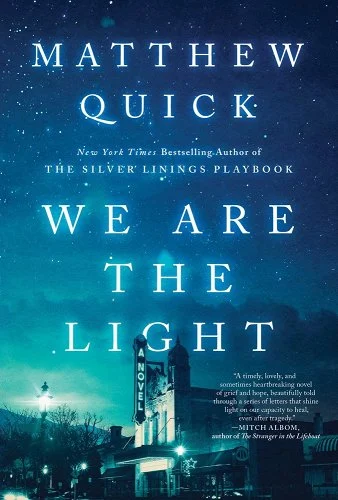 MATTHEW
QUICK
New York Times Bestselling Author of
THE SILVER LININGS PLAYBOOK
WE ARE
THE
LIGHT
A NOVEL
"A timely, lovely, and
sometimes heartbreaking novel
of grief and hope, beautifully told
through a series of letters that shine
light on our capacity to heal,
even after tragedy."
—MITCH ALBOM,
author of The Stranger in the Lifeboat